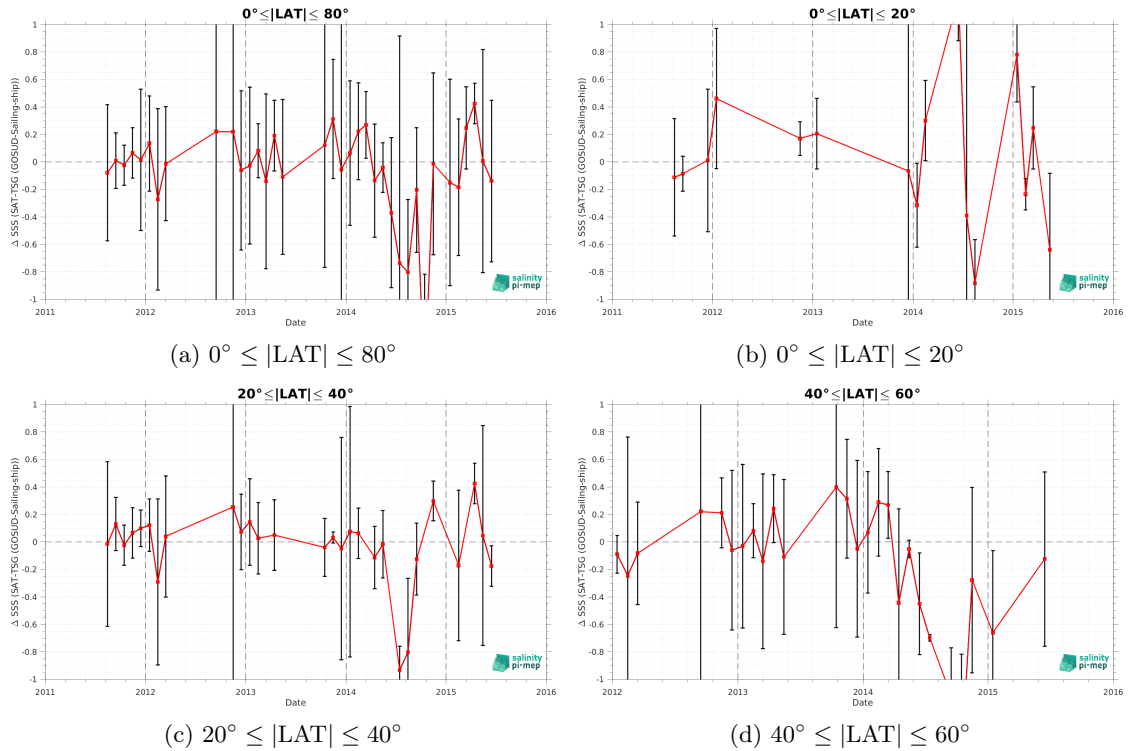 0°≤|LAT|≤ 80°
Δ SSS (SAT-TSG (GOSUD-Sailing-ship))
1
0.8
0.6
0.4
0.2
0
-0.2
-0.4
-0.6
-0.8
-1
2011
2012
2013
2014
2015
2016
Date
salinity
pi-mep
(a) 0° ≤ |LAT| ≤ 80°
0°≤|LAT|≤ 20°
Δ SSS (SAT-TSG (GOSUD-Sailing-ship))
1
0.8
0.6
0.4
0.2
0
-0.2
-0.4
-0.6
-0.8
-1
2011
2012
2013
2014
2015
2016
Date
salinity
pi-mep
(b) 0° ≤ |LAT| ≤ 20°
20°≤|LAT|≤ 40°
Δ SSS (SAT-TSG (GOSUD-Sailing-ship))
1
0.8
0.6
0.4
0.2
0
-0.2
-0.4
-0.6
-0.8
-1
2011
2012
2013
2014
2015
2016
Date
salinity
pi-mep
(c) 20° ≤ |LAT| ≤ 40°
40°≤|LAT|≤ 60°
Δ SSS (SAT-TSG (GOSUD-Sailing-ship))
1
0.8
0.6
0.4
0.2
0
-0.2
-0.4
-0.6
-0.8
-1
2012
2013
2014
2015
2016
Date
salinity
pi-mep
(d) 40° ≤ |LAT| ≤ 60°